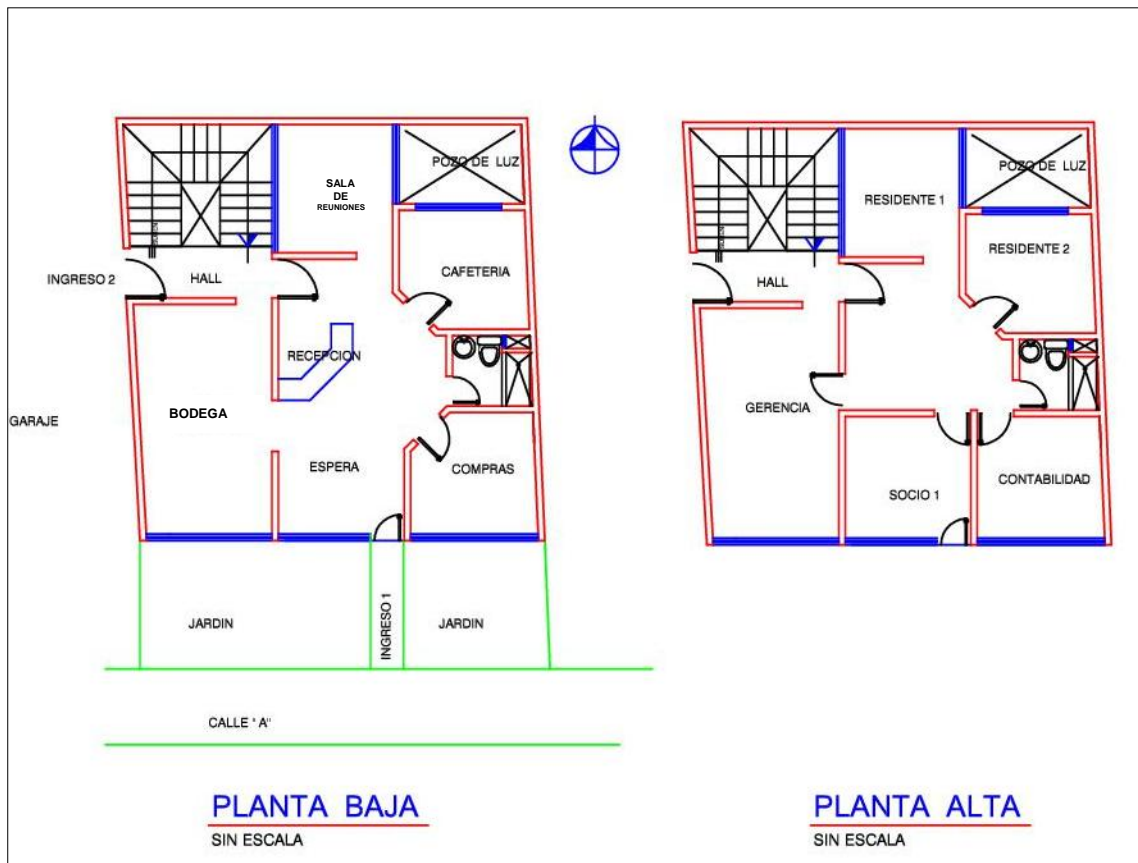 POZO DE LUZ
SALA
DE
REUNIONES
CAFETERIA
INGRESO 2
HALL
RECEPCION
BODEGA
GARAJE
ESPERA
COMPRAS
JARDIN
INGRESO 1
JARDIN
CALLE " A"
PLANTA BAJA
SIN ESCALA
POZO DE LUZ
RESIDENTE 1
RESIDENTE 2
HALL
GERENCIA
SOCIO 1
CONTABILIDAD
PLANTA ALTA
SIN ESCALA